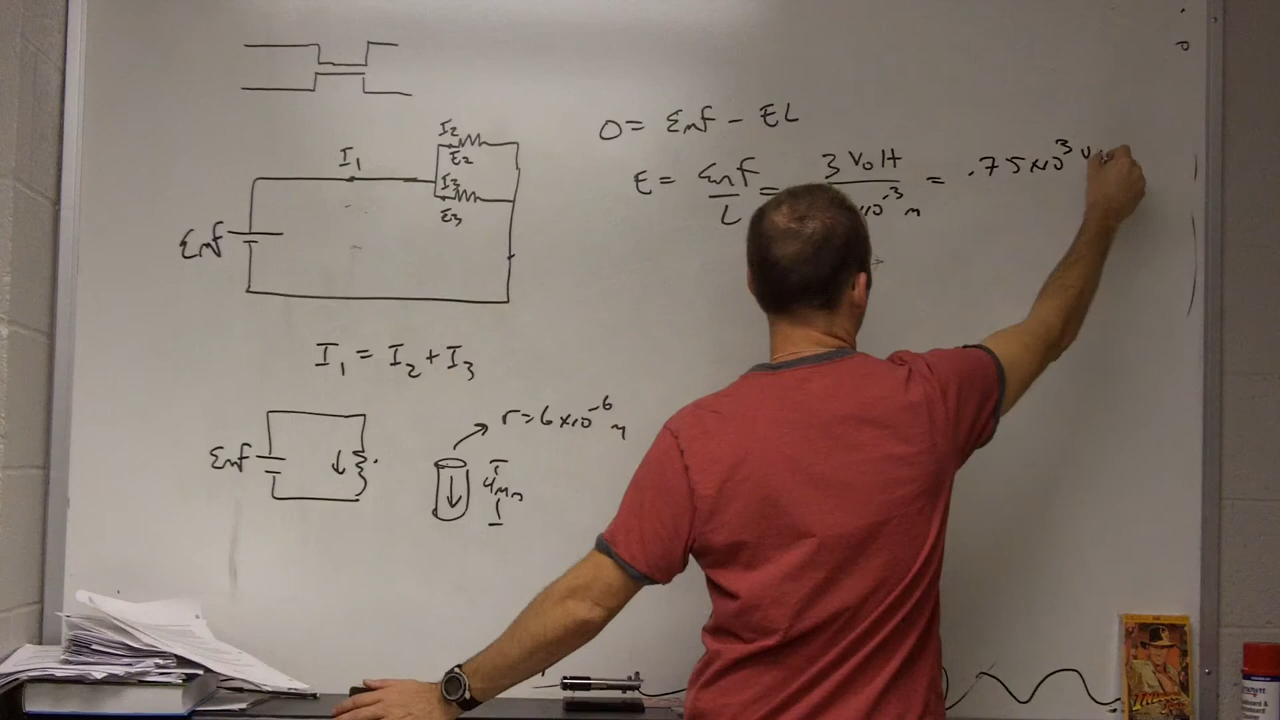 0 = Emf - EL
E = Emf/L = 3 volt/×10⁻³ m = .75×10³ v
I₁
I₂
E₂
I₃
E₃
Emf
I₁ = I₂ + I₃
Emf
r = 6×10⁻⁶ m
4mm